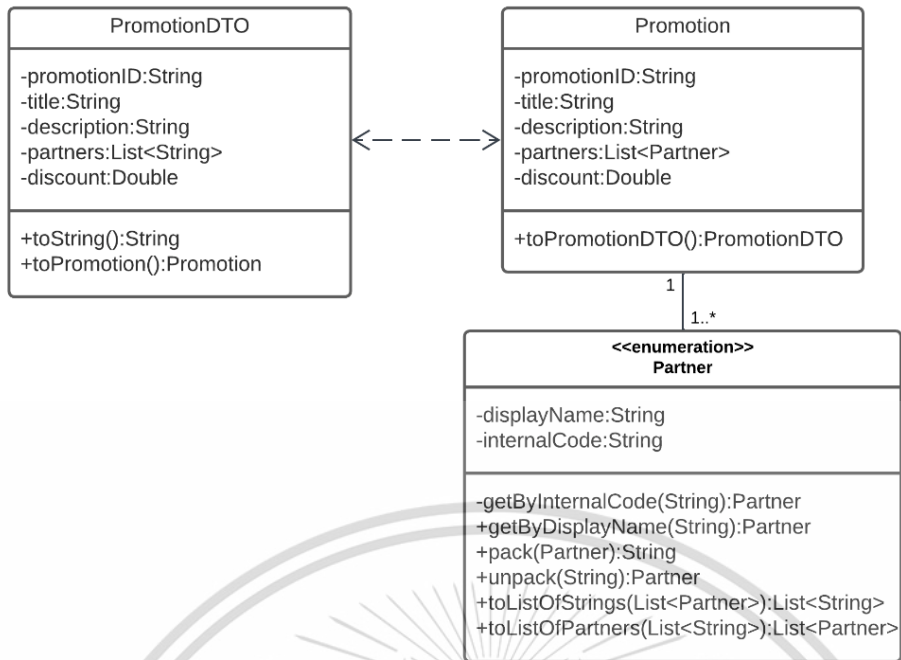 PromotionDTO
-promotionID:String
-title:String
-description:String
-partners:List<String>
-discount:Double
+toString():String
+toPromotion():Promotion
Promotion
-promotionID:String
-title:String
-description:String
-partners:List<Partner>
-discount:Double
+toPromotionDTO():PromotionDTO
1
1..*
<<enumeration>>
Partner
-displayName:String
-internalCode:String
-getByInternalCode(String):Partner
+getByDisplayName(String):Partner
+pack(Partner):String
+unpack(String):Partner
+toListOfStrings(List<Partner>):List<String>
+toListOfPartners(List<String>):List<Partner>